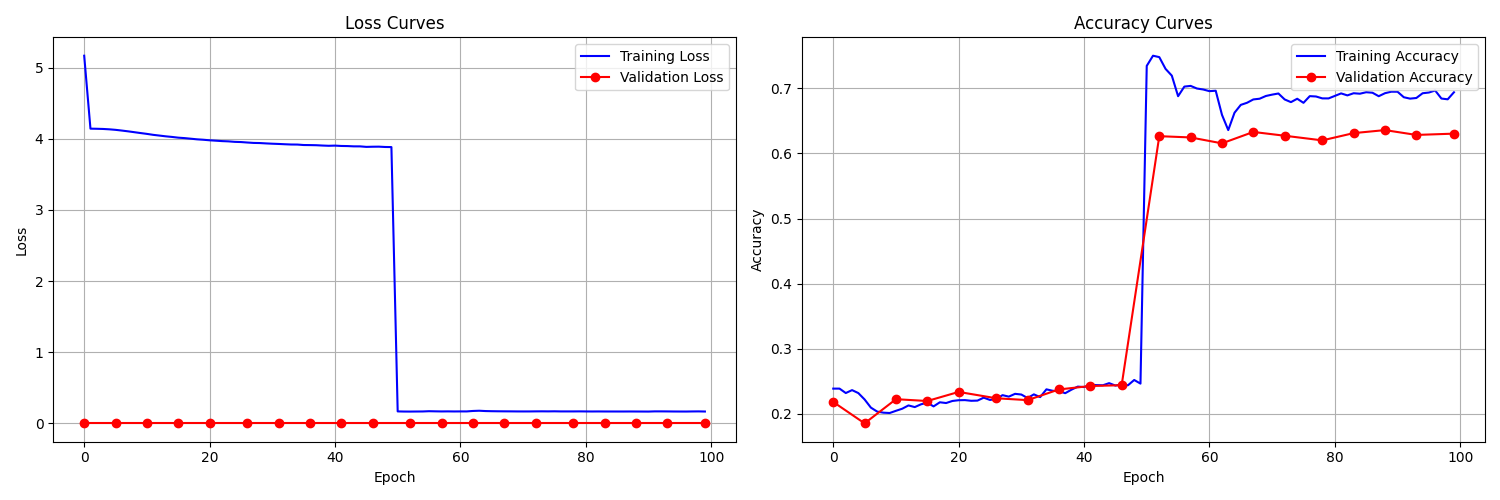 Loss Curves
Training Loss
Validation Loss
5
4
3
2
1
0
Loss
0 20 40 60 80 100
Epoch
Accuracy Curves
Training Accuracy
Validation Accuracy
0.7
0.6
0.5
0.4
0.3
0.2
Accuracy
0 20 40 60 80 100
Epoch